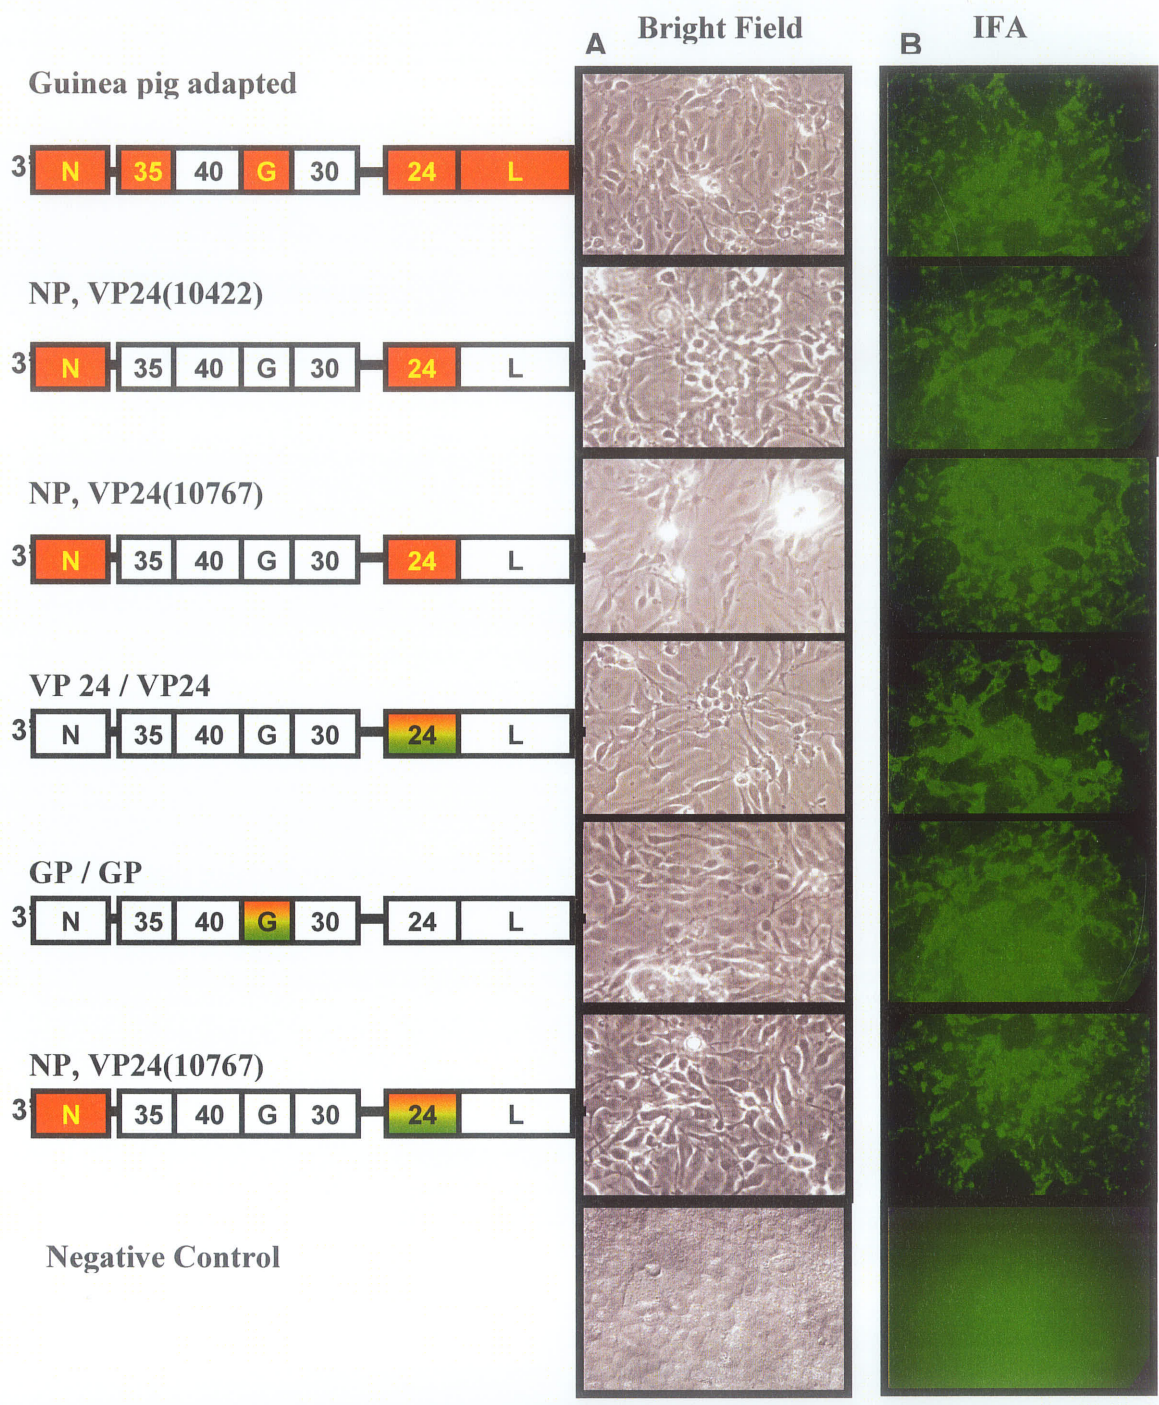 A Bright Field B IFA
Guinea pig adapted
3' N 35 40 G 30 24 L
NP, VP24(10422)
3' N 35 40 G 30 24 L
NP, VP24(10767)
3' N 35 40 G 30 24 L
VP 24 / VP24
3' N 35 40 G 30 24 L
GP / GP
3' N 35 40 G 30 24 L
NP, VP24(10767)
3' N 35 40 G 30 24 L
Negative Control